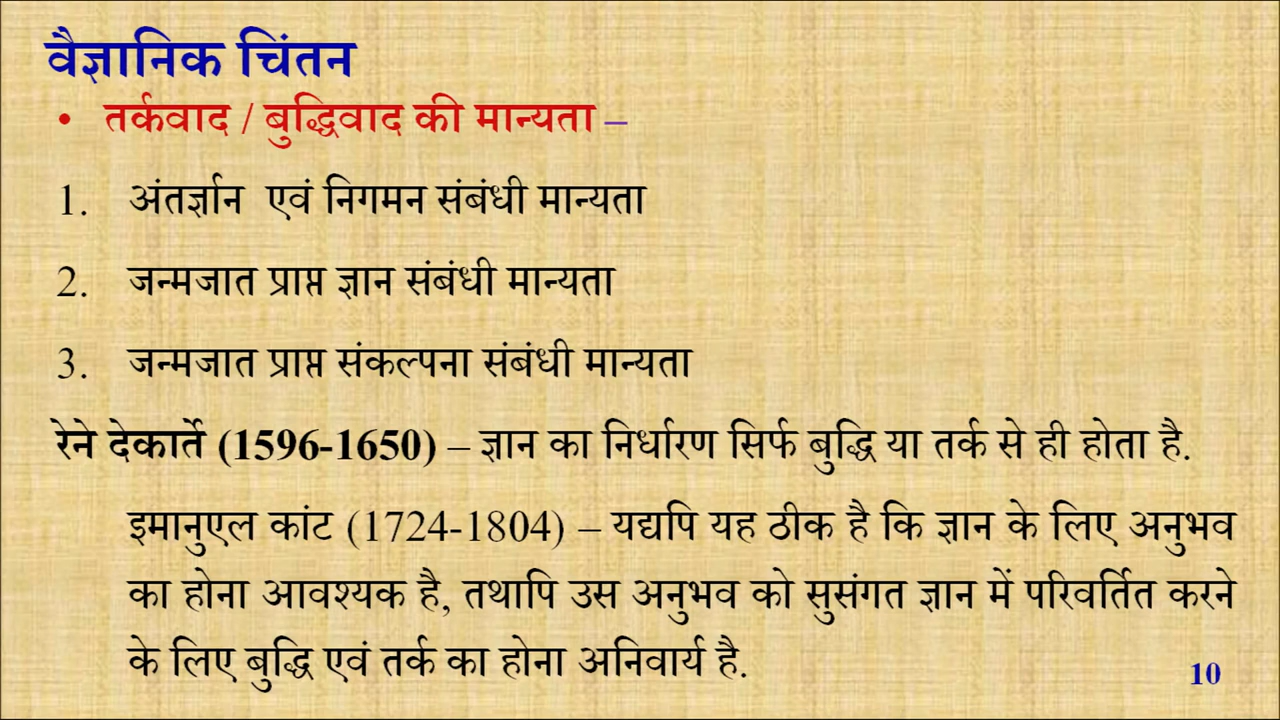 वैज्ञानिक चिंतन
• तर्कवाद / बुद्धिवाद की मान्यता –
1. अंतर्ज्ञान एवं निगमन संबंधी मान्यता
2. जन्मजात प्राप्त ज्ञान संबंधी मान्यता
3. जन्मजात प्राप्त संकल्पना संबंधी मान्यता
रेने देकार्ते (1596-1650) – ज्ञान का निर्धारण सिर्फ बुद्धि या तर्क से ही होता है.
इमानुएल कांट (1724-1804) – यद्यपि यह ठीक है कि ज्ञान के लिए अनुभव
का होना आवश्यक है, तथापि उस अनुभव को सुसंगत ज्ञान में परिवर्तित करने
के लिए बुद्धि एवं तर्क का होना अनिवार्य है.
10